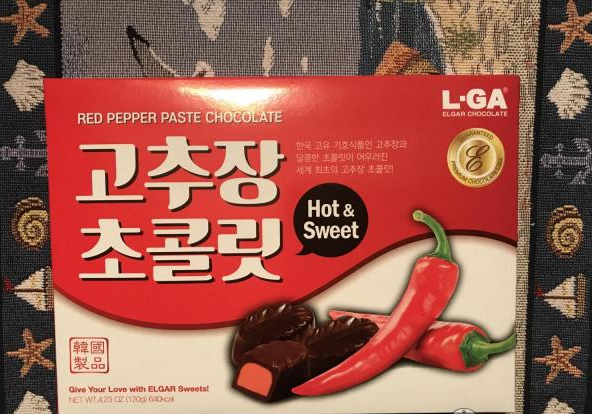 L·GA®
ELGAR CHOCOLATE
RED PEPPER PASTE CHOCOLATE
고추장
초콜릿
한국 고유 기호식품인 고추장과
달콤한 초콜릿이 어우러진
세계 최초의 고추장 초콜릿!
GUARANTEED
E
PREMIUM CHOCOLATE
Hot &
Sweet
韓國
製品
Give Your Love with ELGAR Sweets!
NET WT.4.23 OZ (120g) 640kcal